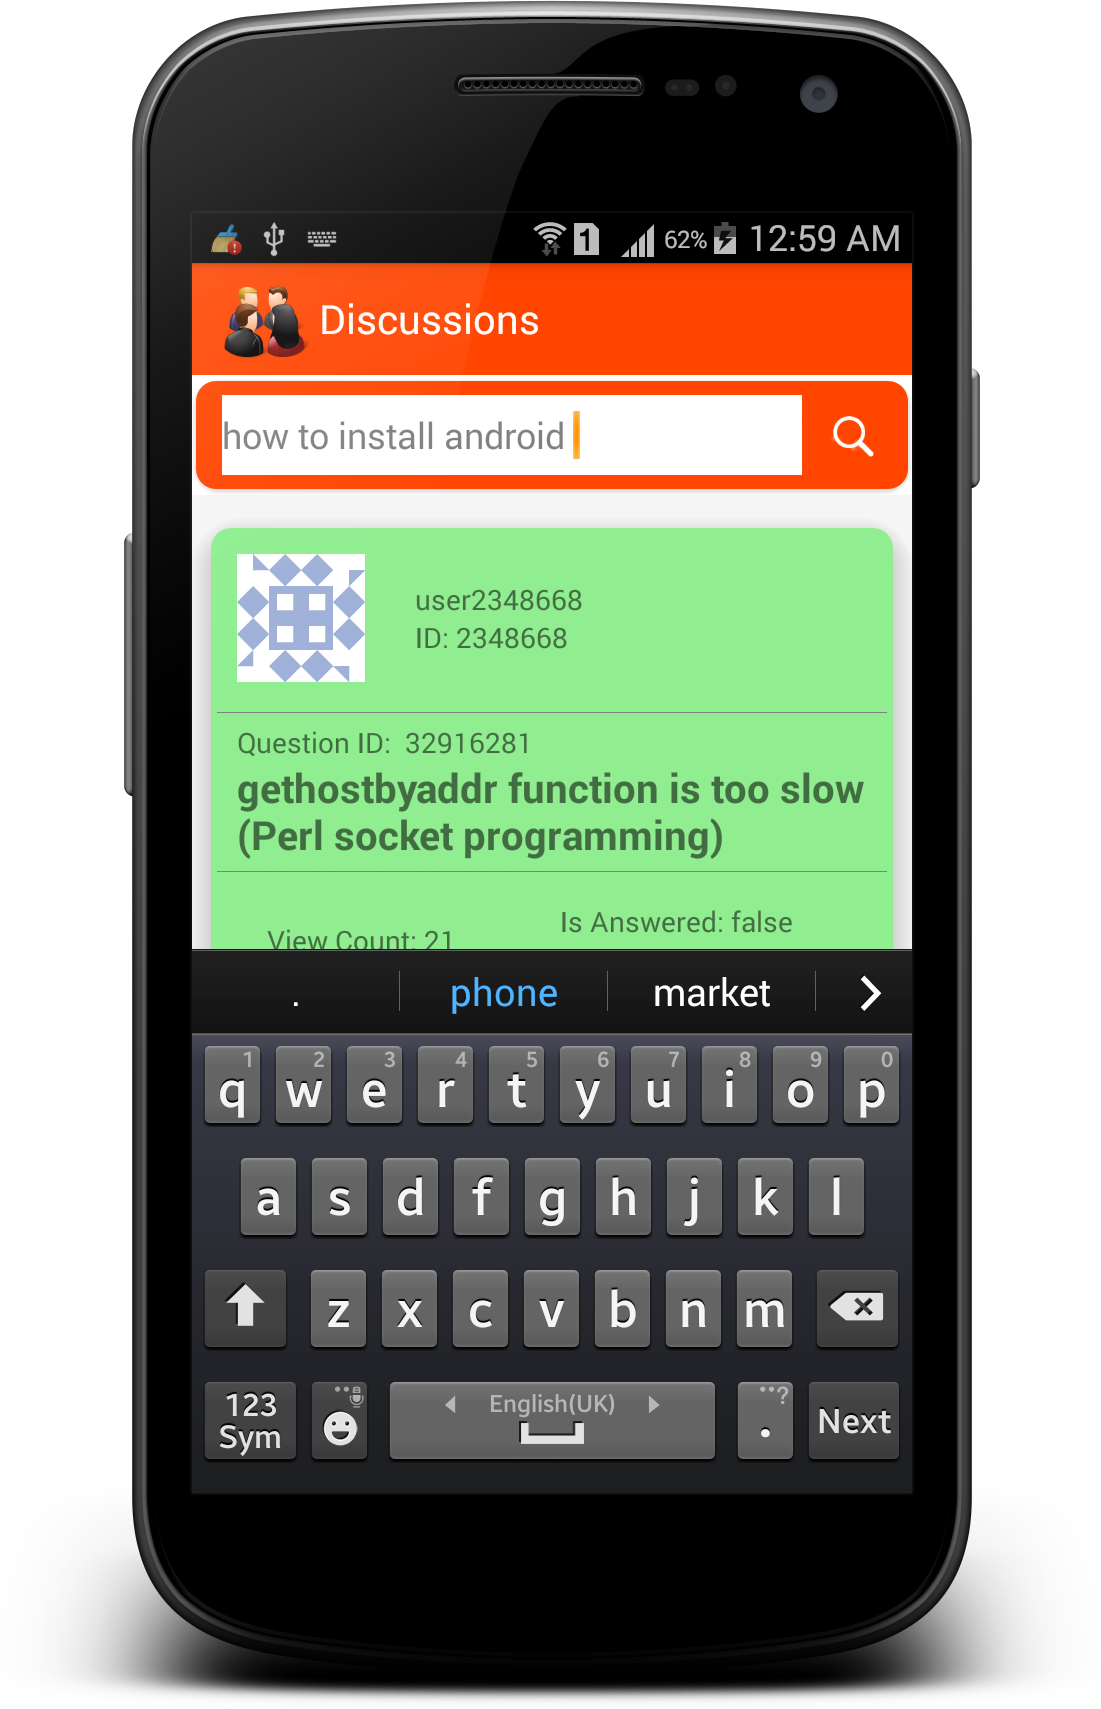 1 62% 12:59 AM
Discussions
how to install android
user2348668
ID: 2348668
Question ID: 32916281
gethostbyaddr function is too slow
(Perl socket programming)
Is Answered: false
View Count: 21
. phone market
1 2 3 4 5 6 7 8 9 0
q w e r t y u i o p
a s d f g h j k l
z x c v b n m
123
Sym
English(UK)
. ?
Next